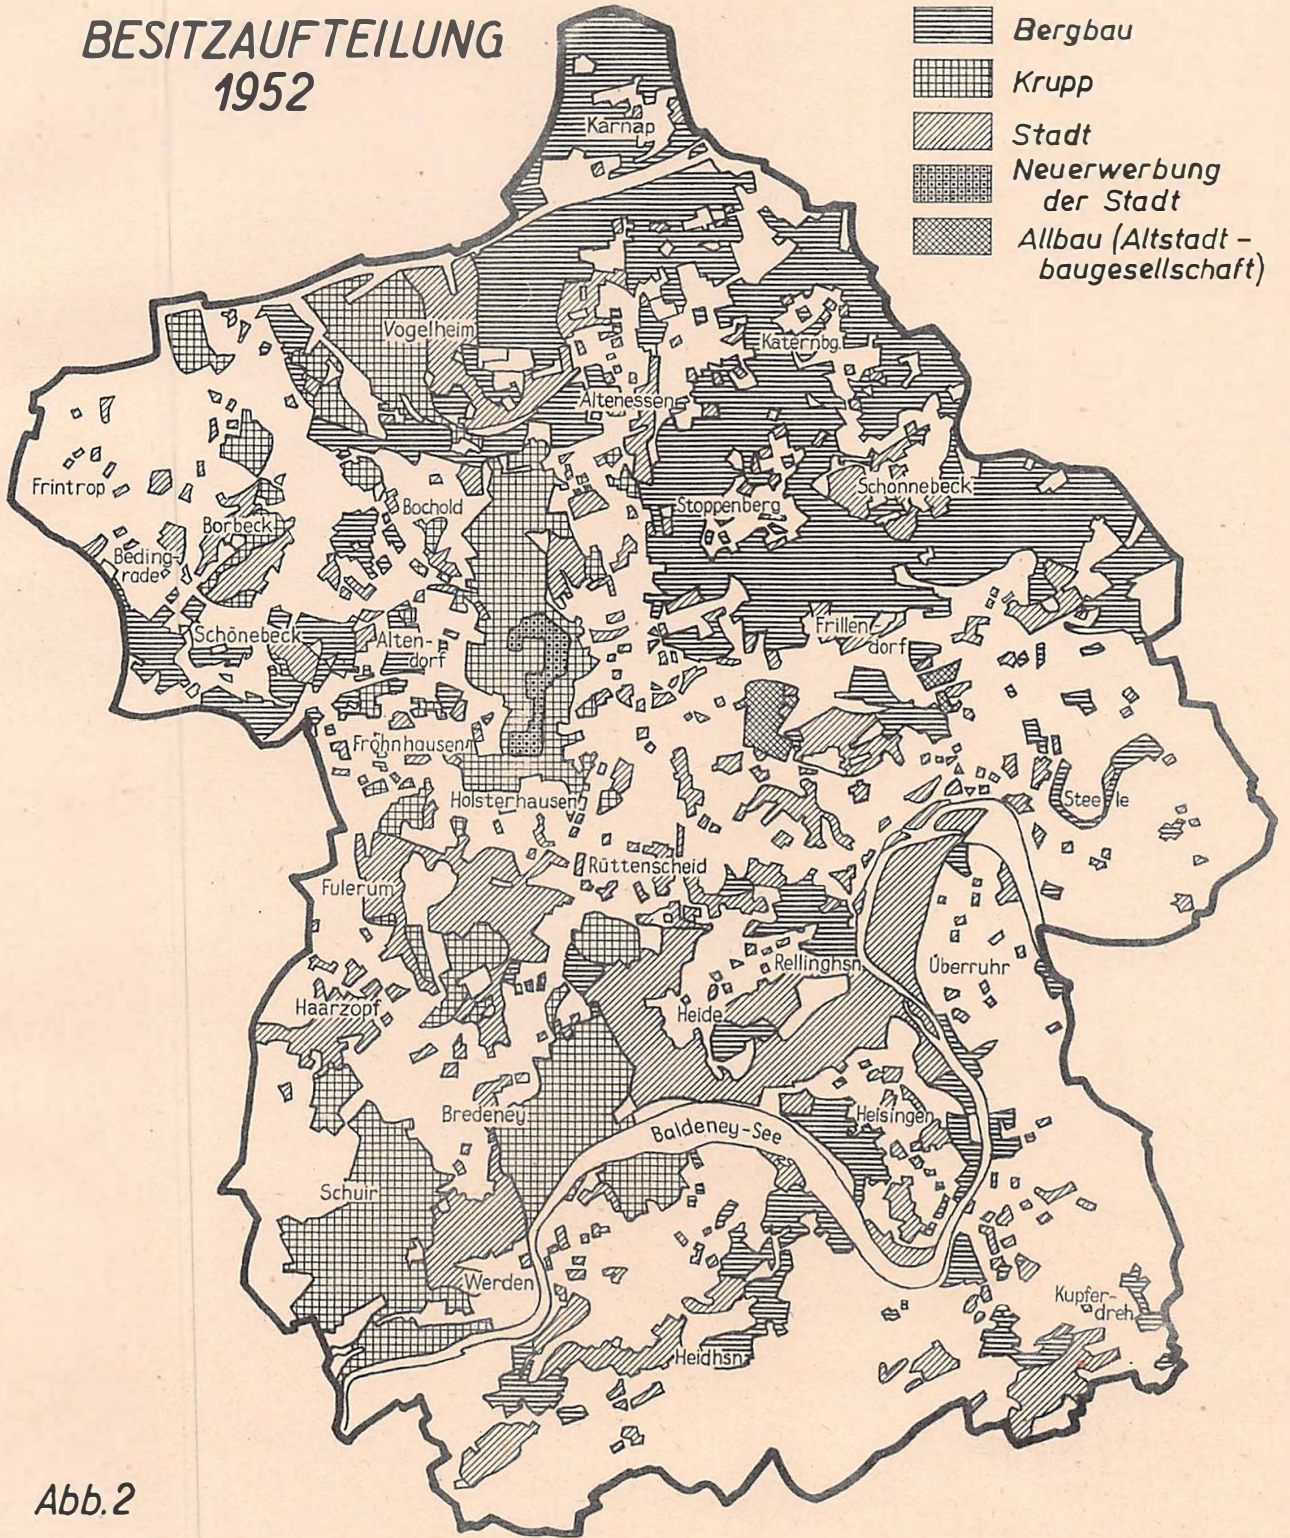 BESITZAUFTEILUNG
1952
Bergbau
Krupp
Stadt
Neuerwerbung
der Stadt
Allbau (Altstadt-
baugesellschaft)
Karnap
Vogelheim
Katernbg.
Altenessen
Frintrop
Bochold
Stoppenberg
Schonnebeck
Borbeck
Beding-
rade
Schönebeck
Alten-
dorf
Frillen-
dorf
Frohnhausen
Holsterhausen
Steele
Rüttenscheid
Fulerum
Rellinghsn.
Überruhr
Haarzopf
Heide
Bredeney
Baldeney-See
Heisingen
Schuir
Werden
Kupfer-
dreh
Heidhsn.
Abb. 2